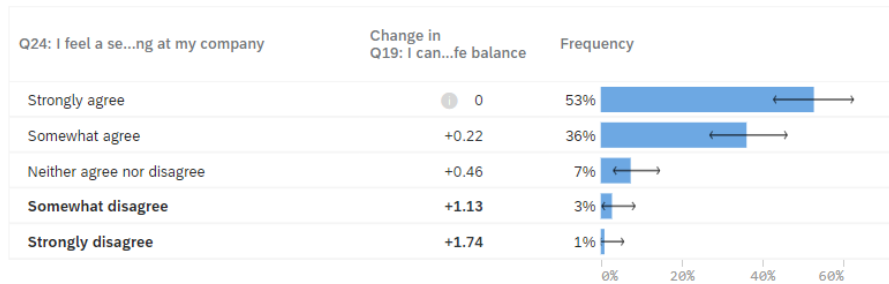 Q24: I feel a se...ng at my company
Change in
Q19: I can...fe balance
Frequency
Strongly agree i 0 53%
Somewhat agree +0.22 36%
Neither agree nor disagree +0.46 7%
Somewhat disagree +1.13 3%
Strongly disagree +1.74 1%
0% 20% 40% 60%